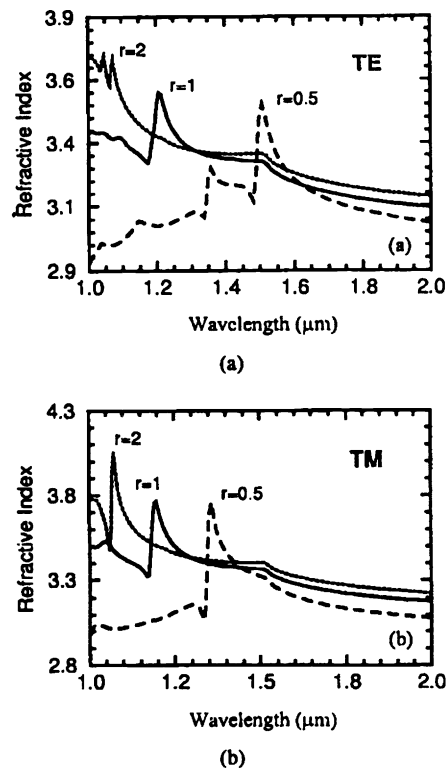 3.9
3.6
3.4
3.1
2.9
Refractive Index
r=2
r=1
r=0.5
TE
(a)
1.0 1.2 1.4 1.6 1.8 2.0
Wavclength (μm)
(a)
4.3
3.8
3.3
2.8
Refractive Index
r=2
r=1
r=0.5
TM
(b)
1.0 1.2 1.5 1.6 1.8 2.0
Wavelength (μm)
(b)